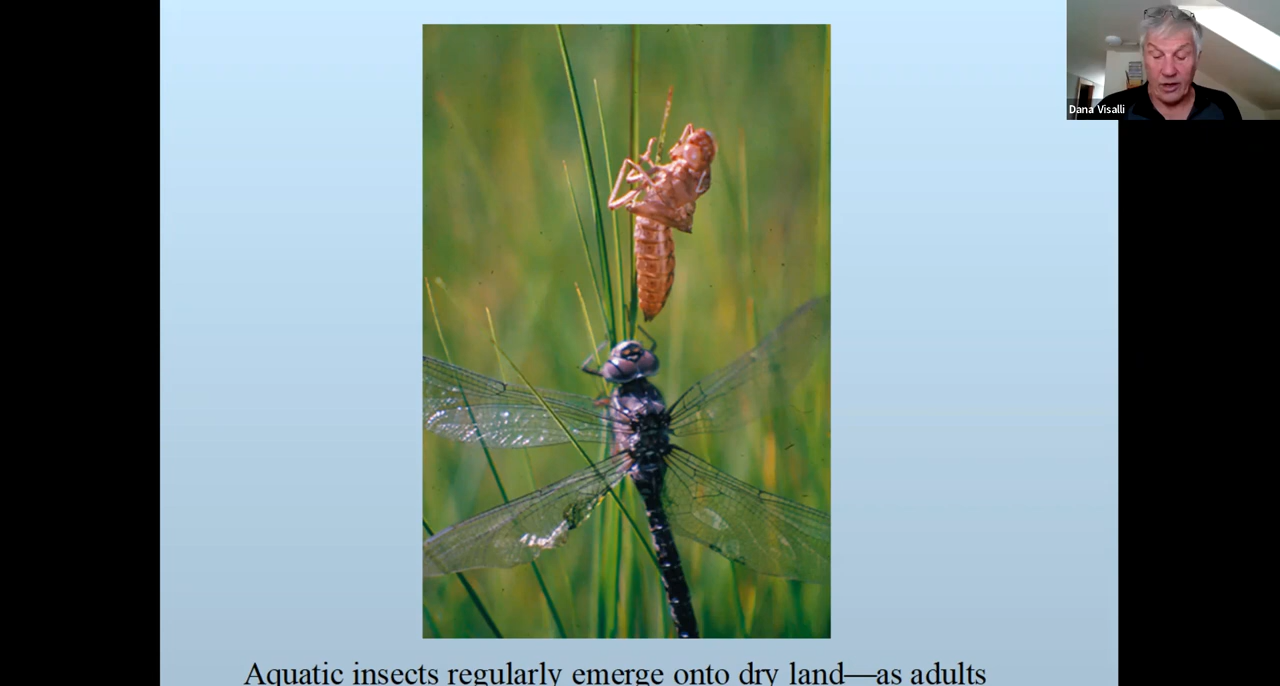 Dana Visalli
Aquatic insects regularly emerge onto dry land—as adults